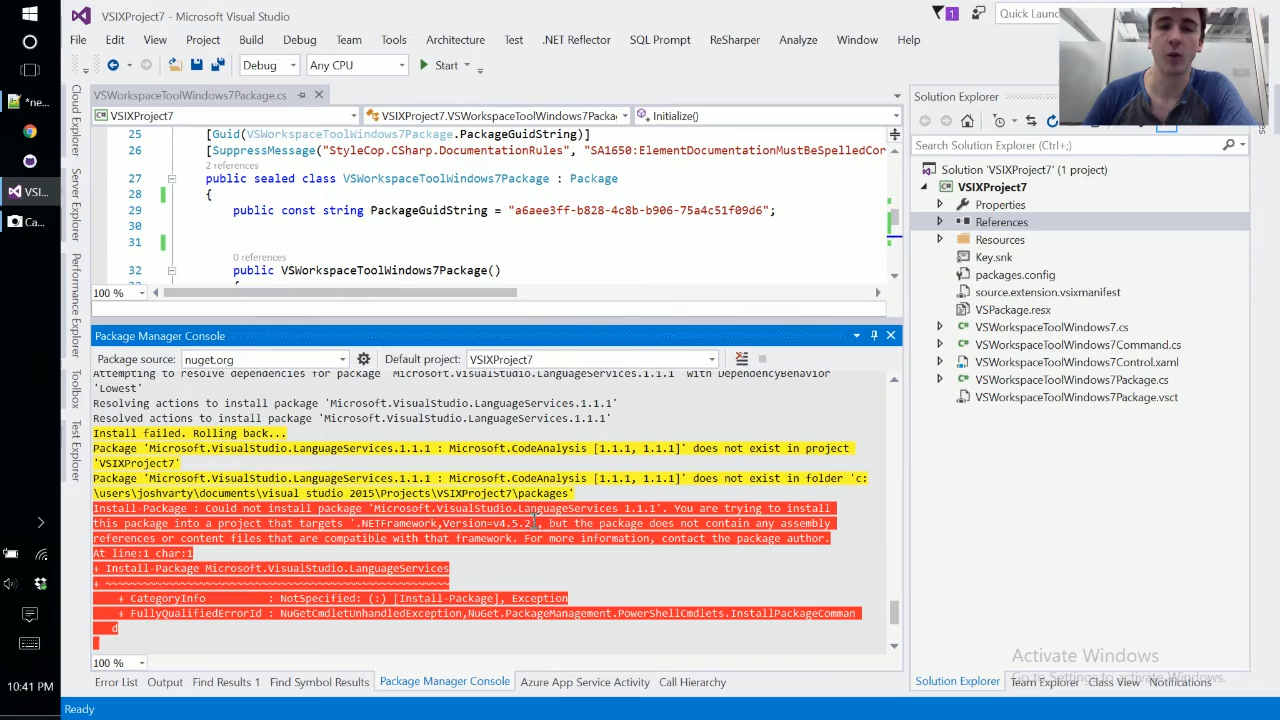 VSIXProject7 - Microsoft Visual Studio
1
Quick Laun
File Edit View Project Build Debug Team Tools Architecture Test .NET Reflector SQL Prompt ReSharper Analyze Window Help
Debug Any CPU Start
VSWorkspaceToolWindows7Package.cs
VSIXProject7 VSIXProject7.VSWorkspaceToolWindows7Packa Initialize()
25 [Guid(VSWorkspaceToolWindows7Package.PackageGuidString)]
26 [SuppressMessage("StyleCop.CSharp.DocumentationRules", "SA1650:ElementDocumentationMustBeSpelledCor
2 references
27 public sealed class VSWorkspaceToolWindows7Package : Package
28 {
29 public const string PackageGuidString = "a6aee3ff-b828-4c8b-b906-75a4c51f09d6";
30
31
0 references
32 public VSWorkspaceToolWindows7Package()
100 %
Package Manager Console
Package source: nuget.org Default project: VSIXProject7
Attempting to resolve dependencies for package 'Microsoft.VisualStudio.LanguageServices.1.1.1' with DependencyBehavior
'Lowest'
Resolving actions to install package 'Microsoft.VisualStudio.LanguageServices.1.1.1'
Resolved actions to install package 'Microsoft.VisualStudio.LanguageServices.1.1.1'
Install failed. Rolling back...
Package 'Microsoft.VisualStudio.LanguageServices.1.1.1 : Microsoft.CodeAnalysis [1.1.1, 1.1.1]' does not exist in project
'VSIXProject7'
Package 'Microsoft.VisualStudio.LanguageServices.1.1.1 : Microsoft.CodeAnalysis [1.1.1, 1.1.1]' does not exist in folder 'c:
\users\joshvarty\documents\visual studio 2015\Projects\VSIXProject7\packages'
Install-Package : Could not install package 'Microsoft.VisualStudio.LanguageServices 1.1.1'. You are trying to install
this package into a project that targets '.NETFramework,Version=v4.5.2', but the package does not contain any assembly
references or content files that are compatible with that framework. For more information, contact the package author.
At line:1 char:1
+ Install-Package Microsoft.VisualStudio.LanguageServices
+ ~~~~~~~~~~~~~~~~~~~~~~~~~~~~~~~~~~~~~~~~~~~~~~~~~~~~~~~
+ CategoryInfo : NotSpecified: (:) [Install-Package], Exception
+ FullyQualifiedErrorId : NuGetCmdletUnhandledException,NuGet.PackageManagement.PowerShellCmdlets.InstallPackageComman
d
100 %
Error List Output Find Results 1 Find Symbol Results Package Manager Console Azure App Service Activity Call Hierarchy
Ready
Cloud Explorer
Server Explorer
Performance Explorer
Toolbox
Test Explorer
*ne...
VSI...
Ca...
10:41 PM
Solution Explorer
Search Solution Explorer (Ctrl+;)
Solution 'VSIXProject7' (1 project)
VSIXProject7
Properties
References
Resources
Key.snk
packages.config
source.extension.vsixmanifest
VSPackage.resx
VSWorkspaceToolWindows7.cs
VSWorkspaceToolWindows7Command.cs
VSWorkspaceToolWindows7Control.xaml
VSWorkspaceToolWindows7Package.cs
VSWorkspaceToolWindows7Package.vsct
Activate Windows
Go to Settings to activate Windows.
Solution Explorer Team Explorer Class View Notifications